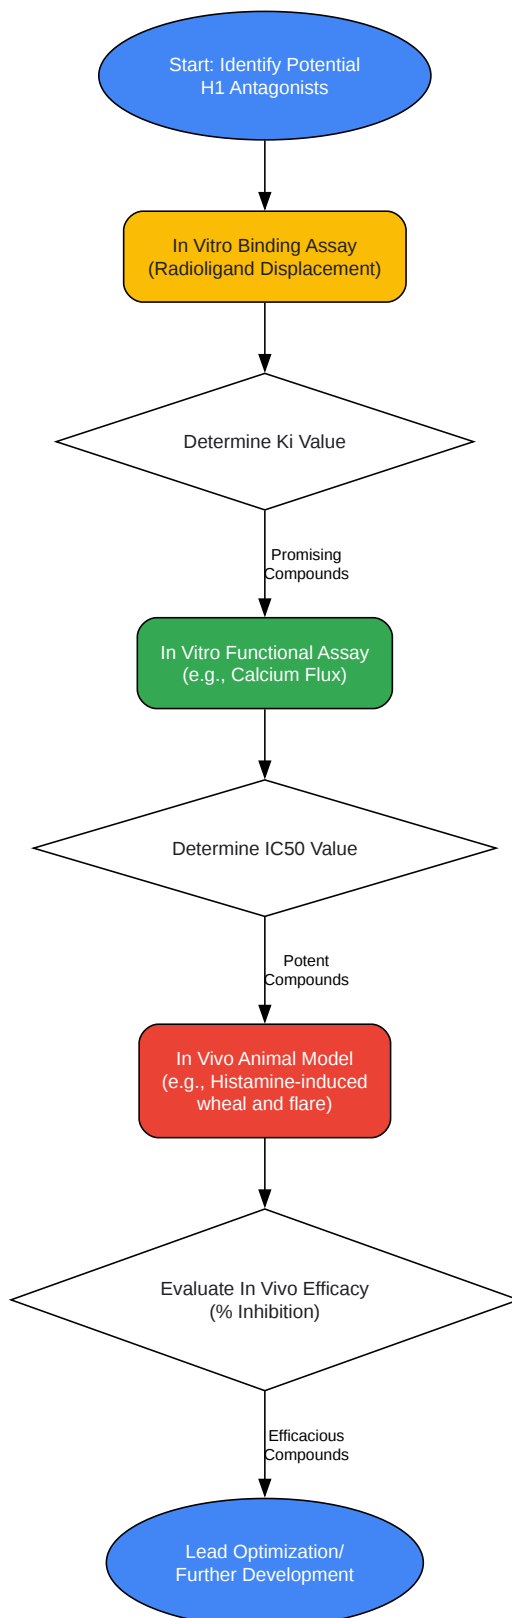 Start: Identify Potential
H1 Antagonists
In Vitro Binding Assay
(Radioligand Displacement)
Determine Ki Value
Promising
Compounds
In Vitro Functional Assay
(e.g., Calcium Flux)
Determine IC50 Value
Potent
Compounds
In Vivo Animal Model
(e.g., Histamine-induced
wheal and flare)
Evaluate In Vivo Efficacy
(% Inhibition)
Efficacious
Compounds
Lead Optimization/
Further Development